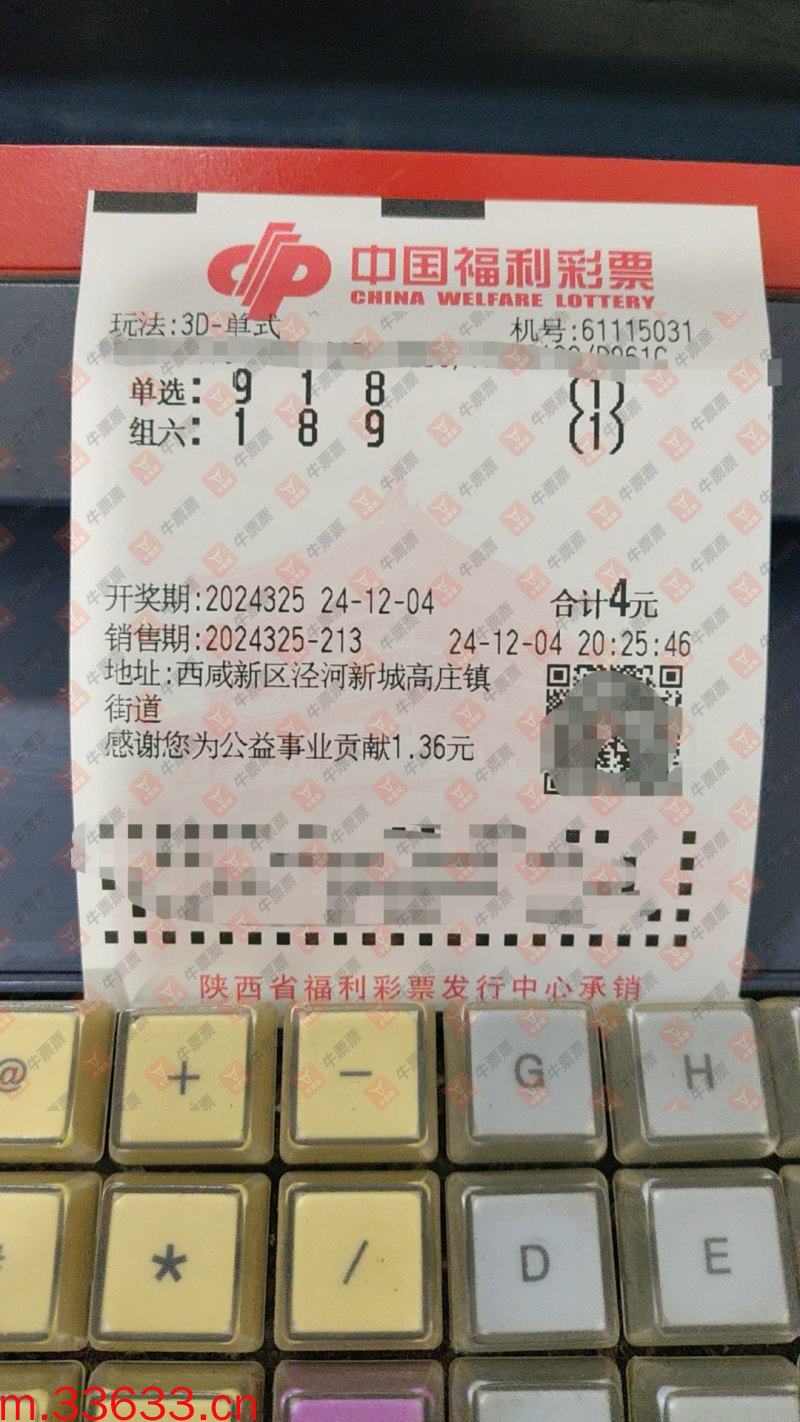 中国福利彩票
CHINA WELFARE LOTTERY
玩法:3D-单式 机号:61115031
单选: 9 1 8 (1)
组六: 1 8 9 (1)
开奖期:2024325 24-12-04 合计4元
销售期:2024325-213 24-12-04 20:25:46
地址:西咸新区泾河新城高庄镇
街道
感谢您为公益事业贡献1.36元
陕西省福利彩票发行中心承销
牛票票
@ + - G H
* / D E
m.33633.cn